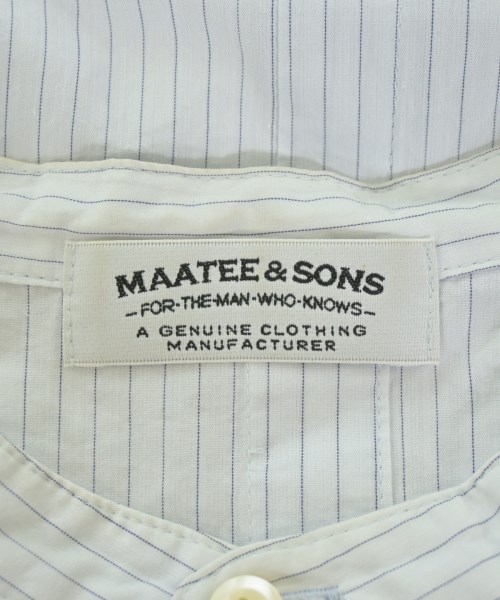 MAATEE & SONS
-FOR-THE-MAN-WHO-KNOWS-
A GENUINE CLOTHING
MANUFACTURER